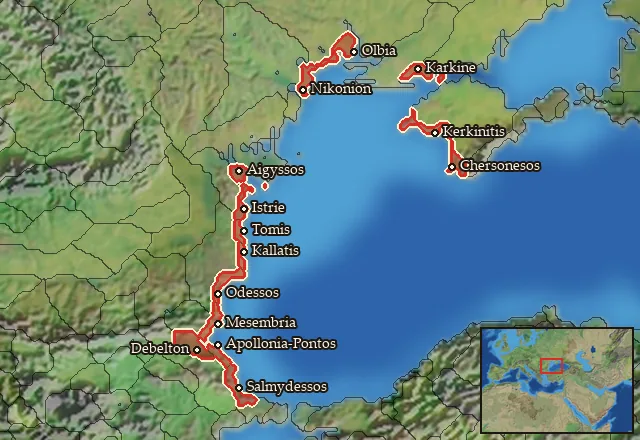 Olbia
Karkine
Nikonion
Kerkinitis
Chersonesos
Aigyssos
Istrie
Tomis
Kallatis
Odessos
Mesembria
Apollonia-Pontos
Debelton
Salmydessos